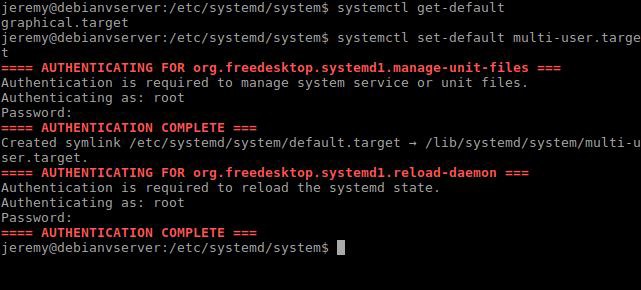 jeremy@debianvserver:/etc/systemd/system$ systemctl get-default
graphical.target
jeremy@debianvserver:/etc/systemd/system$ systemctl set-default multi-user.targe
t
==== AUTHENTICATING FOR org.freedesktop.systemd1.manage-unit-files ===
Authentication is required to manage system service or unit files.
Authenticating as: root
Password:
==== AUTHENTICATION COMPLETE ===
Created symlink /etc/systemd/system/default.target → /lib/systemd/system/multi-u
ser.target.
==== AUTHENTICATING FOR org.freedesktop.systemd1.reload-daemon ===
Authentication is required to reload the systemd state.
Authenticating as: root
Password:
==== AUTHENTICATION COMPLETE ===
jeremy@debianvserver:/etc/systemd/system$